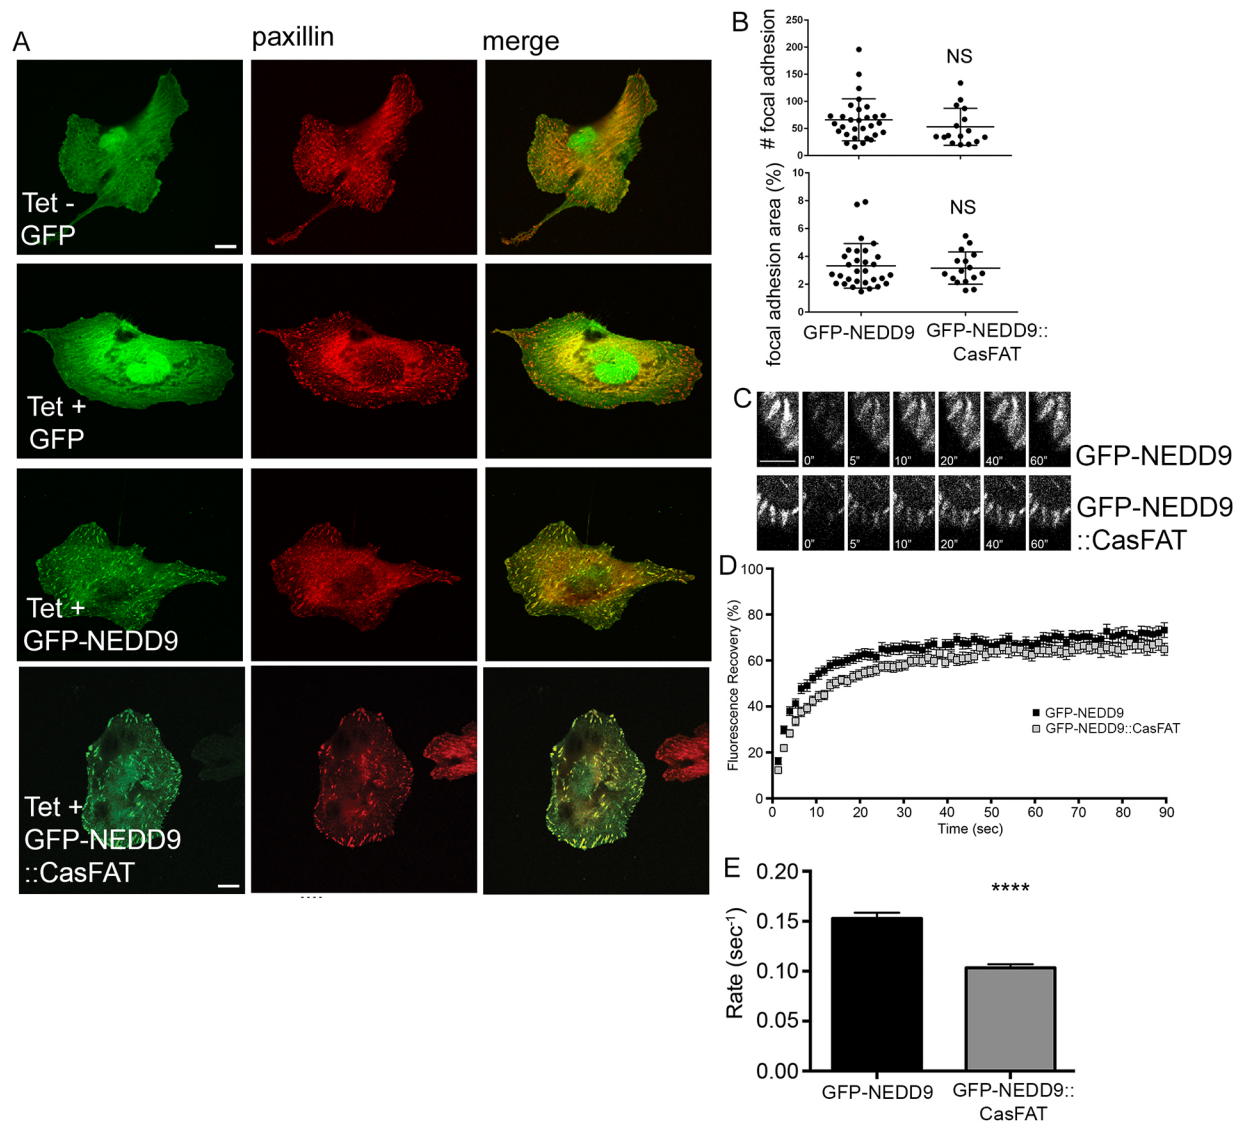 A
paxillin
merge
Tet -
GFP
Tet +
GFP
Tet +
GFP-NEDD9
Tet +
GFP-NEDD9
::CasFAT
B
# focal adhesion
250
200
150
100
50
0
NS
focal adhesion area (%)
10
8
6
4
2
0
NS
GFP-NEDD9
GFP-NEDD9::
CasFAT
C
0" 5" 10" 20" 40" 60"
GFP-NEDD9
0" 5" 10" 20" 40" 60"
GFP-NEDD9
::CasFAT
D
Fluorescence Recovery (%)
100
80
60
40
20
0
GFP-NEDD9
GFP-NEDD9::CasFAT
0 10 20 30 40 50 60 70 80 90
Time (sec)
E
Rate (sec-1)
0.20
0.15
0.10
0.05
0.00
****
GFP-NEDD9
GFP-NEDD9::
CasFAT